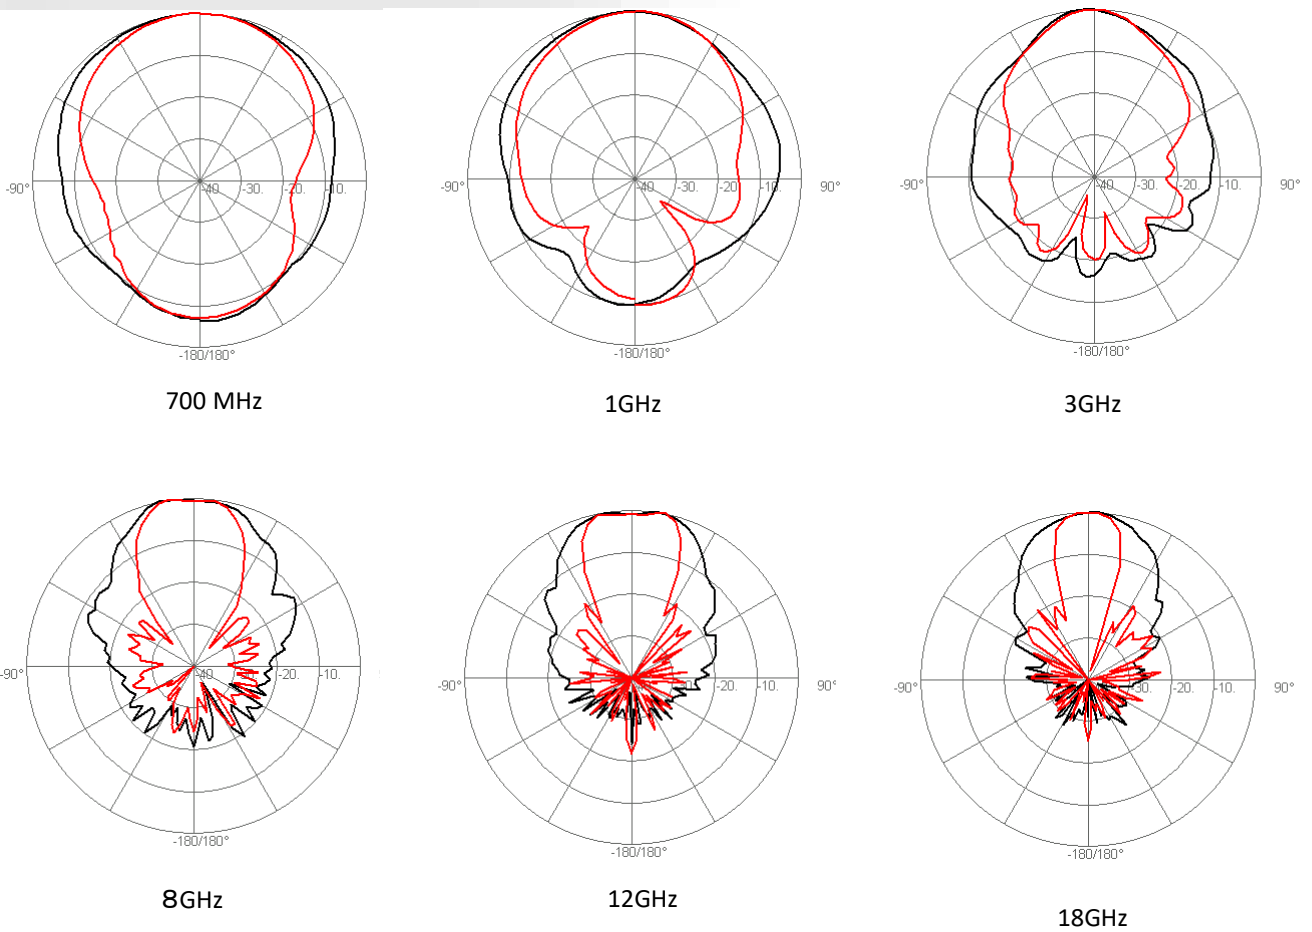 -90° -40 -30. -20. -10.
-180/180°
700 MHz
-90° -40 -30. -20. -10. 90°
-180/180°
1GHz
-90° -40 -30. -20. -10. 90°
-180/180°
3GHz
-90° -40 -20. -10.
-180/180°
8GHz
-90° -20. -10. 90°
-180/180°
12GHz
-90° -30. -20. -10. 90°
-180/180°
18GHz